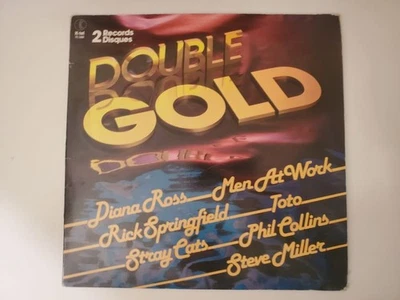 2 Records
Disques
DOUBLE
GOLD
Diana Ross
Men At Work
Rick Springfield
Toto
Stray Cats
Phil Collins
Steve Miller